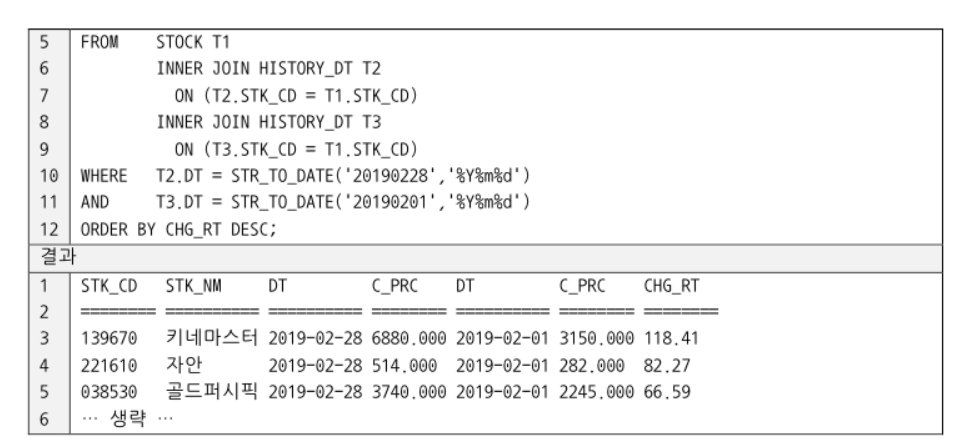 5 FROM STOCK T1
6 INNER JOIN HISTORY_DT T2
7 ON (T2.STK_CD = T1.STK_CD)
8 INNER JOIN HISTORY_DT T3
9 ON (T3.STK_CD = T1.STK_CD)
10 WHERE T2.DT = STR_TO_DATE('20190228','%Y%m%d')
11 AND T3.DT = STR_TO_DATE('20190201','%Y%m%d')
12 ORDER BY CHG_RT DESC;
결과
1 STK_CD STK_NM DT C_PRC DT C_PRC CHG_RT
2 ======== ========== ========== ======== ========== ======== ========
3 139670 키네마스터 2019-02-28 6880.000 2019-02-01 3150.000 118.41
4 221610 자안 2019-02-28 514.000 2019-02-01 282.000 82.27
5 038530 골드퍼시픽 2019-02-28 3740.000 2019-02-01 2245.000 66.59
6 … 생략 …